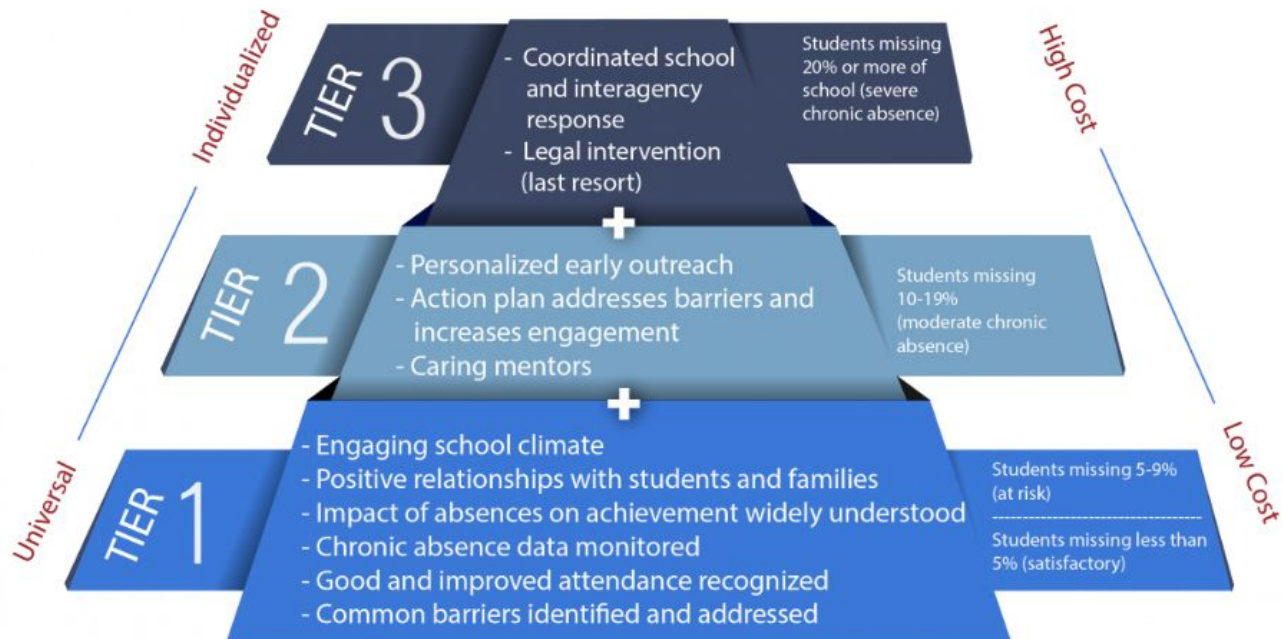 Individualized
High Cost
TIER 3
- Coordinated school
and interagency
response
- Legal intervention
(last resort)
Students missing
20% or more of
school (severe
chronic absence)
+
TIER 2
- Personalized early outreach
- Action plan addresses barriers and
increases engagement
- Caring mentors
Students missing
10-19%
(moderate chronic
absence)
+
Universal
Low Cost
TIER 1
- Engaging school climate
- Positive relationships with students and families
- Impact of absences on achievement widely understood
- Chronic absence data monitored
- Good and improved attendance recognized
- Common barriers identified and addressed
Students missing 5-9%
(at risk)
Students missing less than
5% (satisfactory)